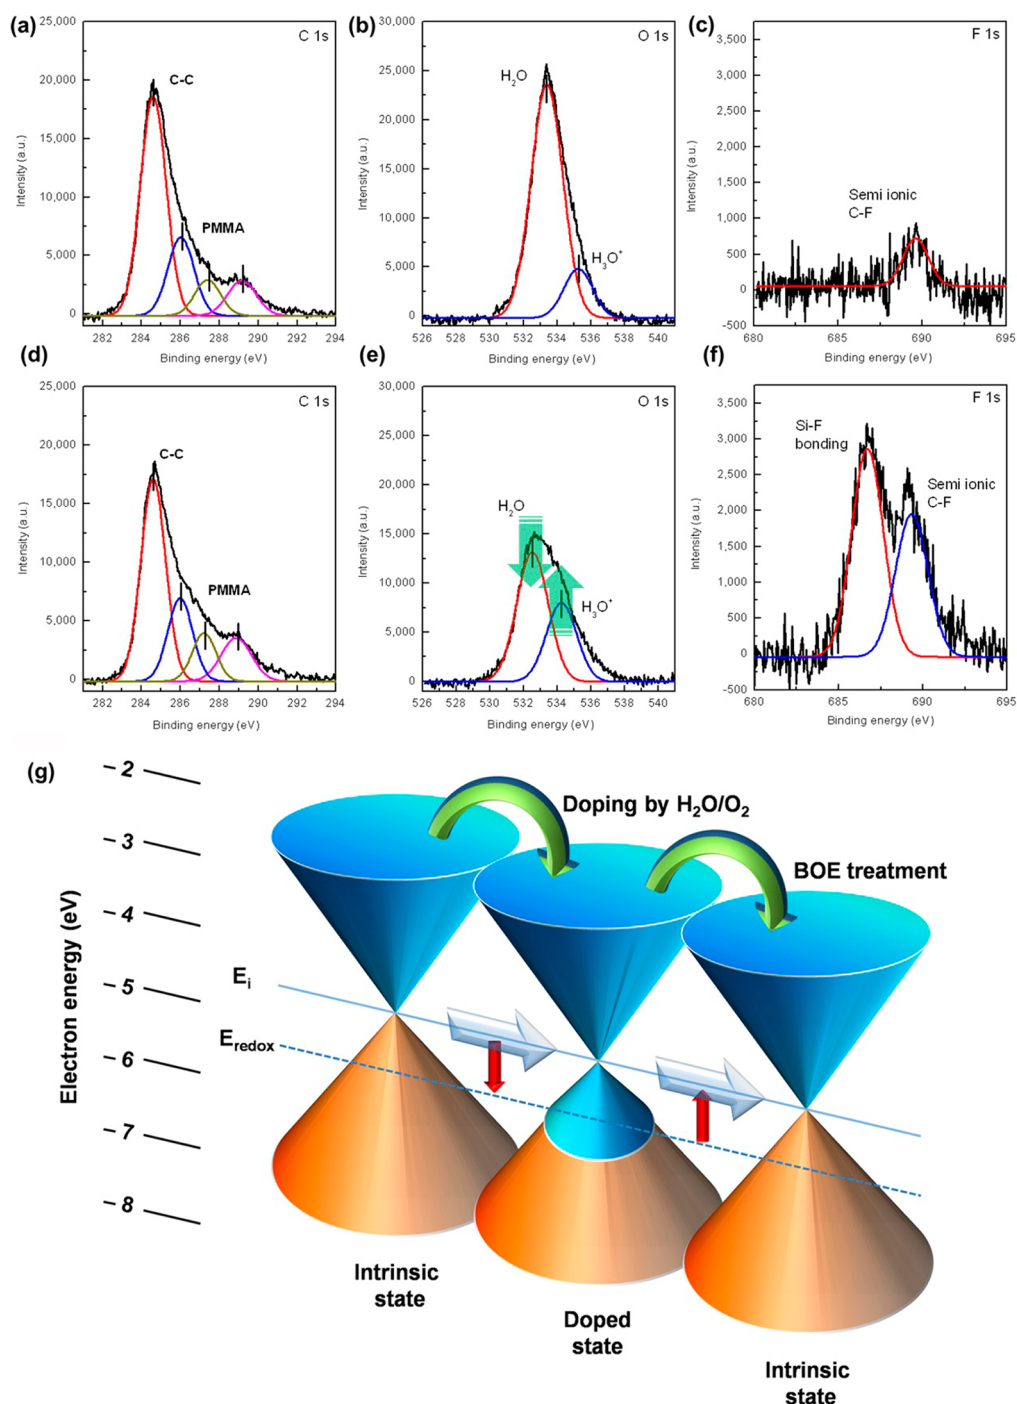 (a)
25,000
20,000
15,000
10,000
5,000
0
Intensity (a.u.)
C 1s
C-C
PMMA
282 284 286 288 290 292 294
Binding energy (eV)
(b)
30,000
25,000
20,000
15,000
10,000
5,000
0
Intensity (a.u.)
O 1s
H₂O
H₃O⁺
526 528 530 532 534 536 538 540
Binding energy (eV)
(c)
3,500
3,000
2,500
2,000
1,500
1,000
500
0
-500
Intensity (a.u.)
F 1s
Semi ionic
C-F
682 685 687 690 692 695
Binding energy (eV)
(d)
25,000
20,000
15,000
10,000
5,000
0
Intensity (a.u.)
C 1s
C-C
PMMA
282 284 286 288 290 292 294
Binding energy (eV)
(e)
30,000
25,000
20,000
15,000
10,000
5,000
0
Intensity (a.u.)
O 1s
H₂O
H₃O⁺
526 528 530 532 534 536 538 540
Binding energy (eV)
(f)
3,500
3,000
2,500
2,000
1,500
1,000
500
0
-500
Intensity (a.u.)
F 1s
Si-F
bonding
Semi ionic
C-F
680 682 685 687 690 692 695
Binding energy (eV)
(g)
Electron energy (eV)
- 2
- 3
- 4
- 5
- 6
- 7
- 8
Doping by H₂O/O₂
BOE treatment
Eᵢ
E redox
Intrinsic
state
Doped
state
Intrinsic
state